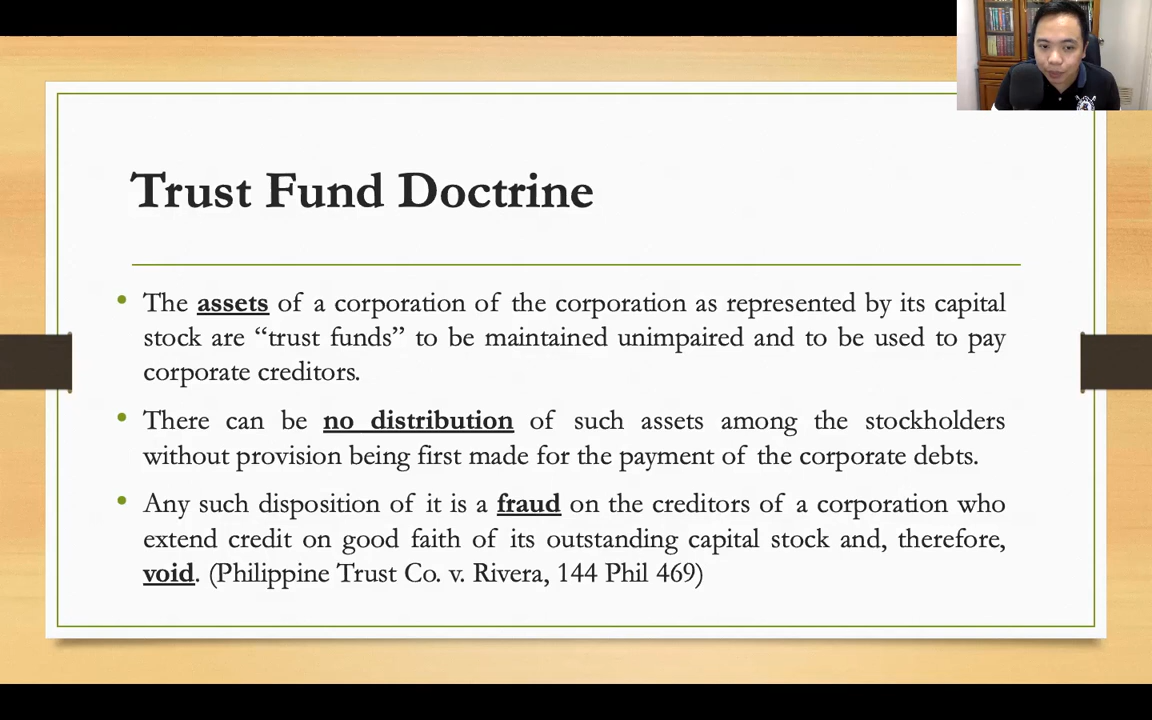 Trust Fund Doctrine
• The assets of a corporation of the corporation as represented by its capital
stock are “trust funds” to be maintained unimpaired and to be used to pay
corporate creditors.
• There can be no distribution of such assets among the stockholders
without provision being first made for the payment of the corporate debts.
• Any such disposition of it is a fraud on the creditors of a corporation who
extend credit on good faith of its outstanding capital stock and, therefore,
void. (Philippine Trust Co. v. Rivera, 144 Phil 469)